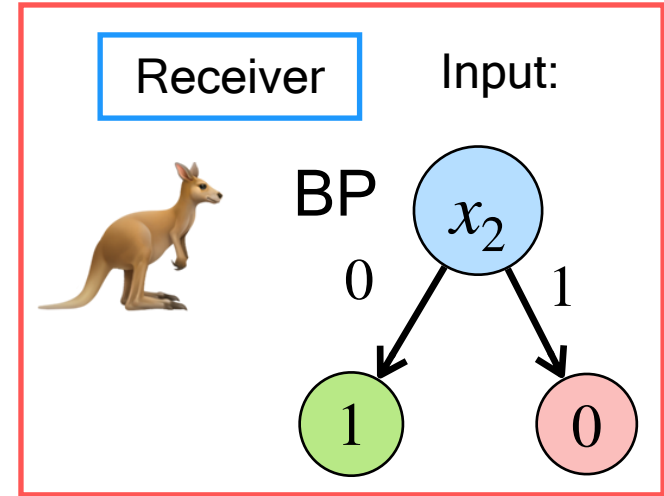 Receiver
Input:
BP
x₂
0
1
1
0